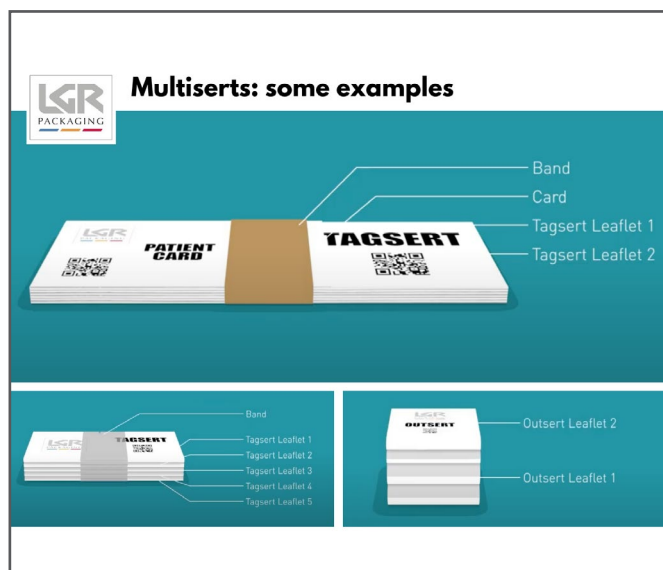 LGR
PACKAGING
Multiserts: some examples
Band
Card
Tagsert Leaflet 1
Tagsert Leaflet 2
LGR
PACKAGING
PATIENT
CARD
TAGSERT
Band
Tagsert Leaflet 1
Tagsert Leaflet 2
Tagsert Leaflet 3
Tagsert Leaflet 4
Tagsert Leaflet 5
LGR
TAGSERT
Outsert Leaflet 2
Outsert Leaflet 1
LGR
OUTSERT